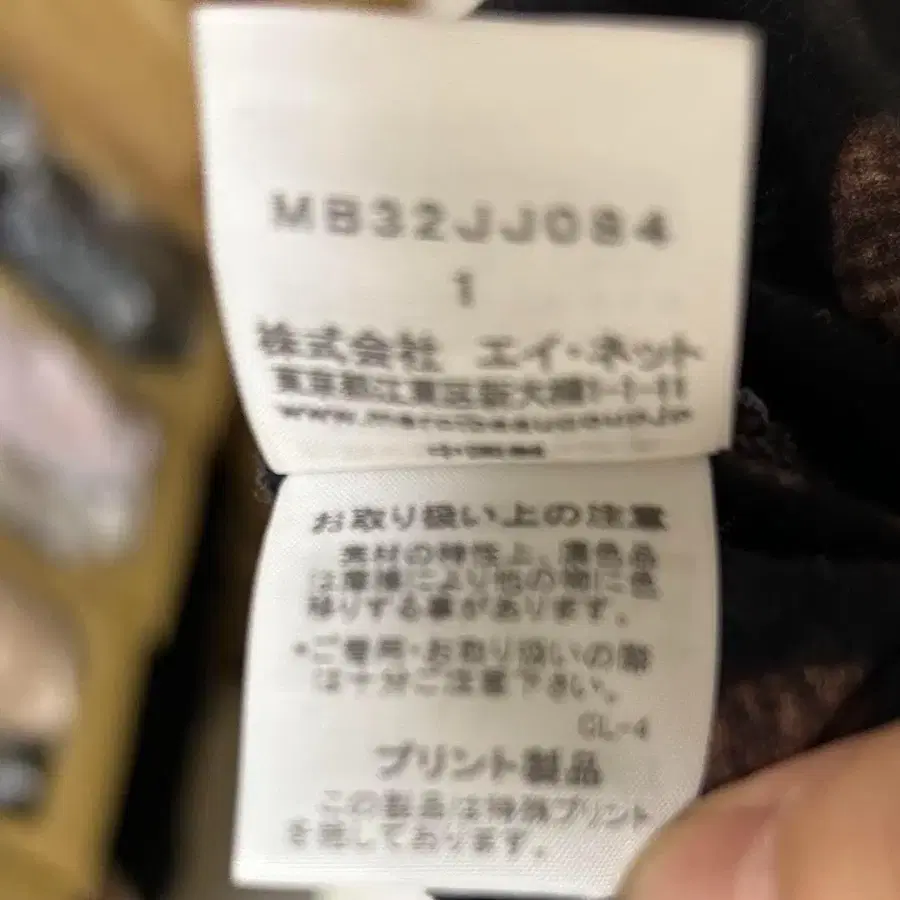 MB32JJ084
1
株式会社 エイ・ネット
東京都江東区新大橋1-1-11
www.mercibeaucoup.jp
お取り扱い上の注意
素材の特性上、濃色品
は摩擦により他の物に色
移りする事があります。
・ご着用・お取り扱いの際
は十分ご注意下さい。
GL-4
プリント製品
この製品は特殊プリント
を施しております。